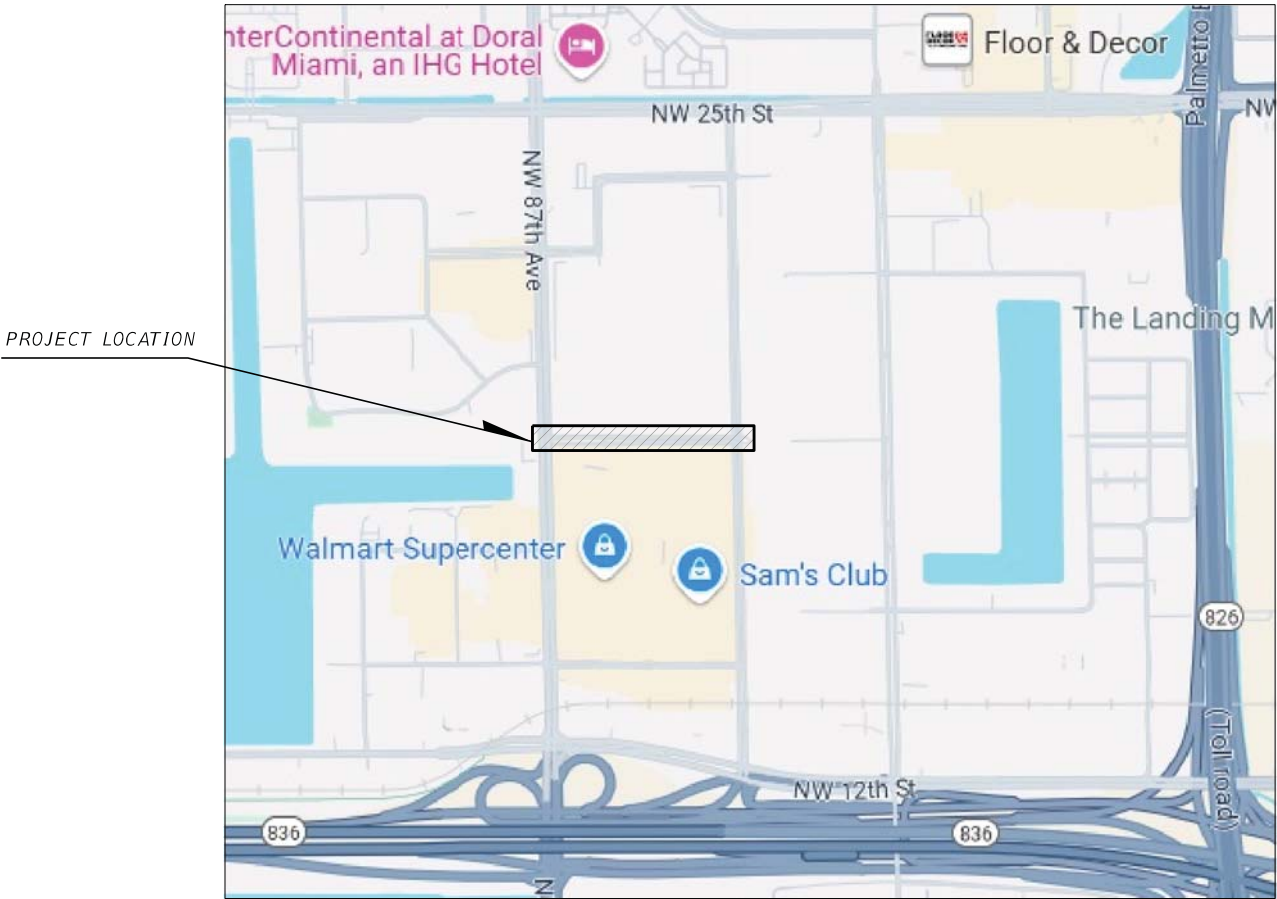 nterContinental at Doral
Miami, an IHG Hotel
Floor & Decor
Palmetto E
NW 25th St
NW
NW 87th Ave
PROJECT LOCATION
The Landing M
Walmart Supercenter
Sam's Club
826
(Toll road)
NW 12th St
836
836
N